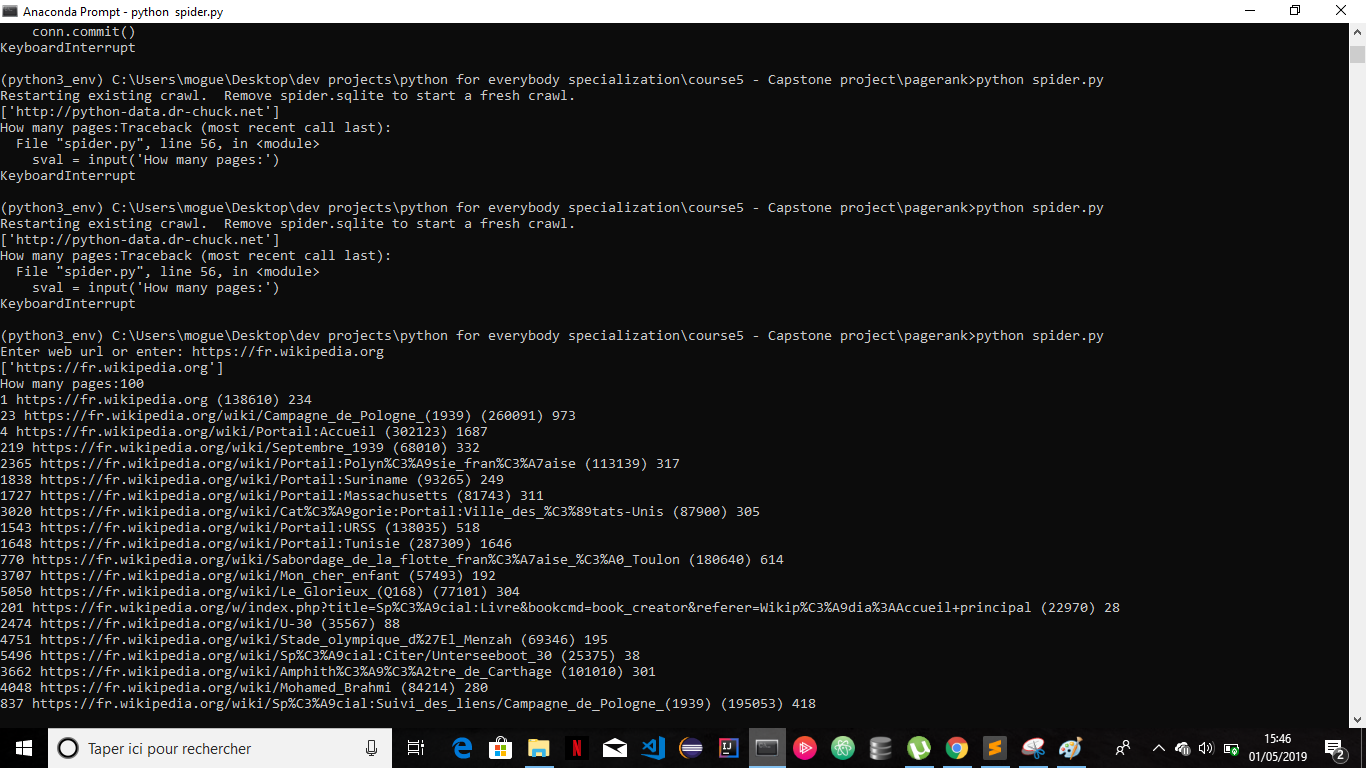 Anaconda Prompt - python  spider.py
    conn.commit()
KeyboardInterrupt
(python3_env) C:\Users\mogue\Desktop\dev projects\python for everybody specialization\course5 - Capstone project\pagerank>python spider.py
Restarting existing crawl.  Remove spider.sqlite to start a fresh crawl.
['http://python-data.dr-chuck.net']
How many pages:Traceback (most recent call last):
  File "spider.py", line 56, in <module>
    sval = input('How many pages:')
KeyboardInterrupt
(python3_env) C:\Users\mogue\Desktop\dev projects\python for everybody specialization\course5 - Capstone project\pagerank>python spider.py
Restarting existing crawl.  Remove spider.sqlite to start a fresh crawl.
['http://python-data.dr-chuck.net']
How many pages:Traceback (most recent call last):
  File "spider.py", line 56, in <module>
    sval = input('How many pages:')
KeyboardInterrupt
(python3_env) C:\Users\mogue\Desktop\dev projects\python for everybody specialization\course5 - Capstone project\pagerank>python spider.py
Enter web url or enter: https://fr.wikipedia.org
['https://fr.wikipedia.org']
How many pages:100
1 https://fr.wikipedia.org (138610) 234
23 https://fr.wikipedia.org/wiki/Campagne_de_Pologne_(1939) (260091) 973
4 https://fr.wikipedia.org/wiki/Portail:Accueil (302123) 1687
219 https://fr.wikipedia.org/wiki/Septembre_1939 (68010) 332
2365 https://fr.wikipedia.org/wiki/Portail:Polyn%C3%A9sie_fran%C3%A7aise (113139) 317
1838 https://fr.wikipedia.org/wiki/Portail:Suriname (93265) 249
1727 https://fr.wikipedia.org/wiki/Portail:Massachusetts (81743) 311
3020 https://fr.wikipedia.org/wiki/Cat%C3%A9gorie:Portail:Ville_des_%C3%89tats-Unis (87900) 305
1543 https://fr.wikipedia.org/wiki/Portail:URSS (138035) 518
1648 https://fr.wikipedia.org/wiki/Portail:Tunisie (287309) 1646
770 https://fr.wikipedia.org/wiki/Sabordage_de_la_flotte_fran%C3%A7aise_%C3%A0_Toulon (180640) 614
3707 https://fr.wikipedia.org/wiki/Mon_cher_enfant (57493) 192
5050 https://fr.wikipedia.org/wiki/Le_Glorieux_(Q168) (77101) 304
201 https://fr.wikipedia.org/w/index.php?title=Sp%C3%A9cial:Livre&bookcmd=book_creator&referer=Wikip%C3%A9dia%3AAccueil+principal (22970) 28
2474 https://fr.wikipedia.org/wiki/U-30 (35567) 88
4751 https://fr.wikipedia.org/wiki/Stade_olympique_d%27El_Menzah (69346) 195
5496 https://fr.wikipedia.org/wiki/Sp%C3%A9cial:Citer/Unterseeboot_30 (25375) 38
3662 https://fr.wikipedia.org/wiki/Amphith%C3%A9%C3%A2tre_de_Carthage (101010) 301
4048 https://fr.wikipedia.org/wiki/Mohamed_Brahmi (84214) 280
837 https://fr.wikipedia.org/wiki/Sp%C3%A9cial:Suivi_des_liens/Campagne_de_Pologne_(1939) (195053) 418
Taper ici pour rechercher
15:46
01/05/2019
2